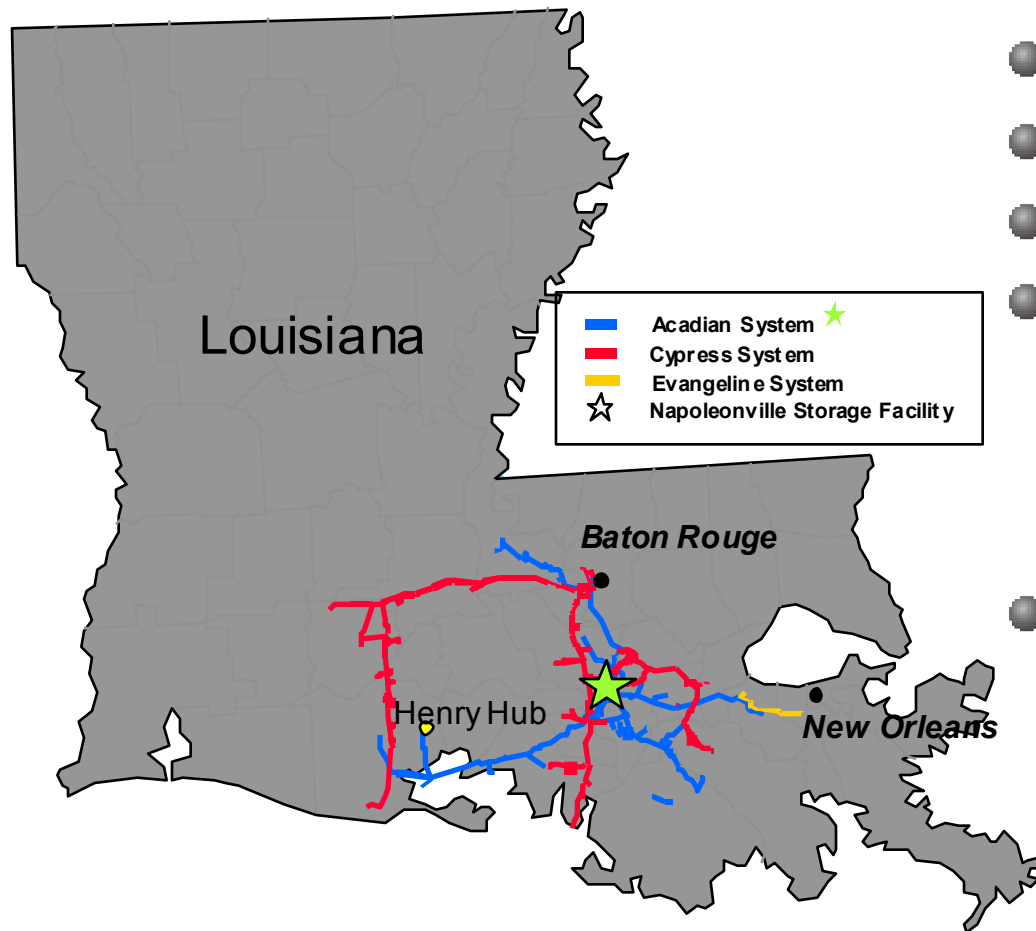 Louisiana
Acadian System
Cypress System
Evangeline System
Napoleonville Storage Facility
Baton Rouge
Henry Hub
New Orleans